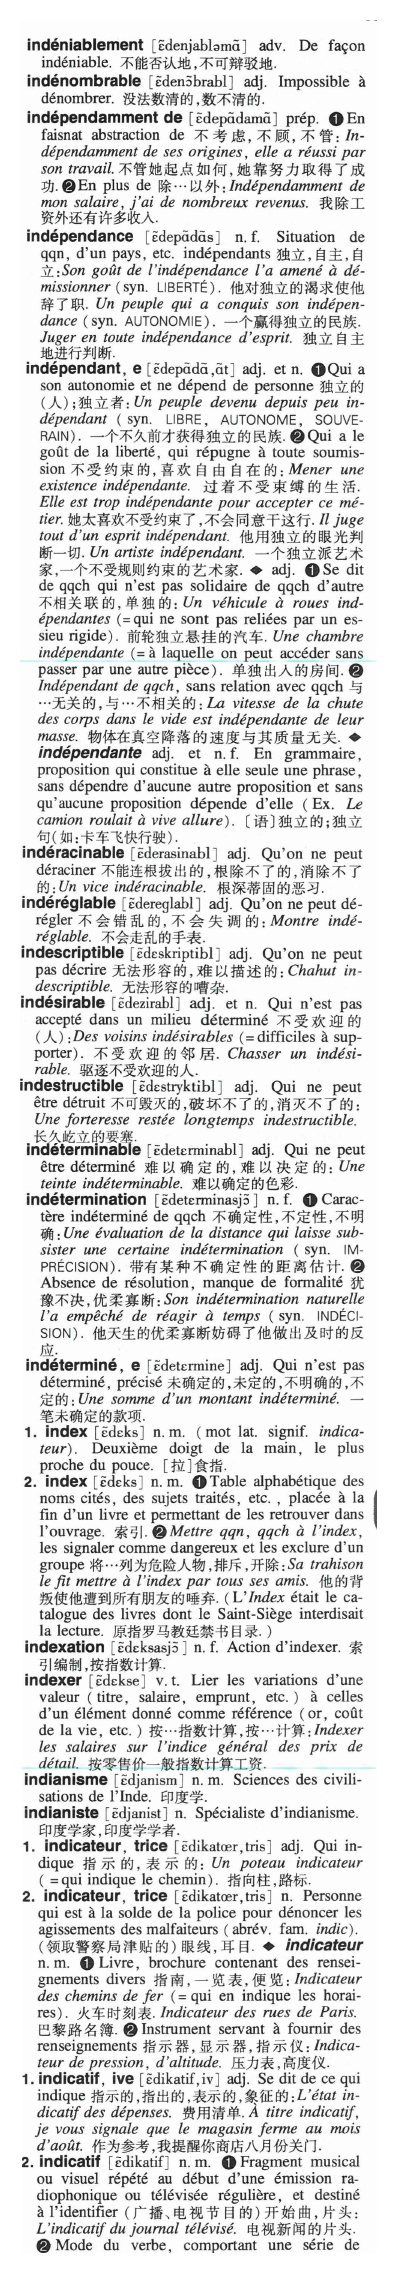 indéniablement [ɛ̃denjabləmɑ̃] adv. De façon
indéniable. 不能否认地,不可辩驳地.
indénombrable [ɛ̃denɔ̃brabl] adj. Impossible à
dénombrer. 没法数清的,数不清的.
indépendamment de [ɛ̃depɑ̃damɑ̃] prép. ❶ En
faisnat abstraction de 不考虑,不顾,不管: In-
dépendamment de ses origines, elle a réussi par
son travail. 不管她起点如何,她靠努力取得了成
功. ❷ En plus de 除…以外: Indépendamment de
mon salaire, j'ai de nombreux revenus. 我除工
资外还有许多收入.
indépendance [ɛ̃depɑ̃dɑ̃s] n. f. Situation de
qqn, d'un pays, etc. indépendants 独立,自主,自
立: Son goût de l'indépendance l'a amené à dé-
missionner (syn. LIBERTÉ). 他对独立的渴求使他
辞了职. Un peuple qui a conquis son indépen-
dance (syn. AUTONOMIE). 一个赢得独立的民族.
Juger en toute indépendance d'esprit. 独立自主
地进行判断.
indépendant, e [ɛ̃depɑ̃dɑ̃,ɑ̃t] adj. et n. ❶ Qui a
son autonomie et ne dépend de personne 独立的
(人);独立者: Un peuple devenu depuis peu in-
dépendant (syn. LIBRE, AUTONOME, SOUVE-
RAIN). 一个不久前才获得独立的民族. ❷ Qui a le
goût de la liberté, qui répugne à toute soumis-
sion 不受约束的,喜欢自由自在的: Mener une
existence indépendante. 过着不受束缚的生活.
Elle est trop indépendante pour accepter ce mé-
tier. 她太喜欢不受约束了,不会同意干这行. Il juge
tout d'un esprit indépendant. 他用独立的眼光判
断一切. Un artiste indépendant. 一个独立派艺术
家,一个不受规则约束的艺术家. ◆ adj. ❶ Se dit
de qqch qui n'est pas solidaire de qqch d'autre
不相关联的,单独的: Un véhicule à roues ind-
épendantes (= qui ne sont pas reliées par un es-
sieu rigide). 前轮独立悬挂的汽车. Une chambre
indépendante (= à laquelle on peut accéder sans
passer par une autre pièce). 单独出入的房间. ❷
Indépendant de qqch, sans relation avec qqch 与
…无关的,与…不相关的: La vitesse de la chute
des corps dans le vide est indépendante de leur
masse. 物体在真空降落的速度与其质量无关. ◆
indépendante adj. et n. f. En grammaire,
proposition qui constitue à elle seule une phrase,
sans dépendre d'aucune autre proposition et sans
qu'aucune proposition dépende d'elle (Ex. Le
camion roulait à vive allure). 〔语〕独立的;独立
句(如:卡车飞快行驶).
indéracinable [ɛ̃derasinabl] adj. Qu'on ne peut
déraciner 不能连根拔出的,根除不了的,消除不了
的: Un vice indéracinable. 根深蒂固的恶习.
indéréglable [ɛ̃dereglabl] adj. Qu'on ne peut dé-
régler 不会错乱的,不会失调的: Montre indé-
réglable. 不会走乱的手表.
indescriptible [ɛ̃dɛskriptibl] adj. Qu'on ne peut
pas décrire 无法形容的,难以描述的: Chahut in-
descriptible. 无法形容的嘈杂.
indésirable [ɛ̃dezirabl] adj. et n. Qui n'est pas
accepté dans un milieu déterminé 不受欢迎的
(人): Des voisins indésirables (= difficiles à sup-
porter). 不受欢迎的邻居. Chasser un indési-
rable. 驱逐不受欢迎的人.
indestructible [ɛ̃dɛstryktibl] adj. Qui ne peut
être détruit 不可毁灭的,破坏不了的,消灭不了的:
Une forteresse restée longtemps indestructible.
长久屹立的要塞.
indéterminable [ɛ̃detɛrminabl] adj. Qui ne peut
être déterminé 难以确定的,难以决定的: Une
teinte indéterminable. 难以确定的色彩.
indétermination [ɛ̃detɛrminasjɔ̃] n. f. ❶ Carac-
tère indéterminé de qqch 不确定性,不定性,不明
确: Une évaluation de la distance qui laisse sub-
sister une certaine indétermination (syn. IM-
PRÉCISION). 带有某种不确定性的距离估计. ❷
Absence de résolution, manque de formalité 犹
豫不决,优柔寡断: Son indétermination naturelle
l'a empêché de réagir à temps (syn. INDÉCI-
SION). 他天生的优柔寡断妨碍了他做出及时的反
应.
indéterminé, e [ɛ̃detɛrmine] adj. Qui n'est pas
déterminé, précisé 未确定的,未定的,不明确的,不
定的: Une somme d'un montant indéterminé. 一
笔未确定的款项.
1. index [ɛ̃dɛks] n. m. (mot lat. signif. indica-
teur). Deuxième doigt de la main, le plus
proche du pouce. [拉]食指.
2. index [ɛ̃dɛks] n. m. ❶ Table alphabétique des
noms cités, des sujets traités, etc., placée à la
fin d'un livre et permettant de les retrouver dans
l'ouvrage. 索引. ❷ Mettre qqn, qqch à l'index,
les signaler comme dangereux et les exclure d'un
groupe 将…列为危险人物,排斥,开除: Sa trahison
le fit mettre à l'index par tous ses amis. 他的背
叛使他遭到所有朋友的唾弃. (L'Index était le ca-
talogue des livres dont le Saint-Siège interdisait
la lecture. 原指罗马教廷禁书目录.)
indexation [ɛ̃dɛksasjɔ̃] n. f. Action d'indexer. 索
引编制,按指数计算.
indexer [ɛ̃dɛkse] v. t. Lier les variations d'une
valeur (titre, salaire, emprunt, etc.) à celles
d'un élément donné comme référence (or, coût
de la vie, etc.) 按…指数计算,按…计算: Indexer
les salaires sur l'indice général des prix de
détail. 按零售价一般指数计算工资.
indianisme [ɛ̃djanism] n. m. Sciences des civili-
sations de l'Inde. 印度学.
indianiste [ɛ̃djanist] n. Spécialiste d'indianisme.
印度学家,印度学学者.
1. indicateur, trice [ɛ̃dikatœr,tris] adj. Qui in-
dique 指示的,表示的: Un poteau indicateur
(= qui indique le chemin). 指向柱,路标.
2. indicateur, trice [ɛ̃dikatœr,tris] n. Personne
qui est à la solde de la police pour dénoncer les
agissements des malfaiteurs (abrév. fam. indic).
(领取警察局津贴的)眼线,耳目. ◆ indicateur
n. m. ❶ Livre, brochure contenant des rensei-
gnements divers 指南,一览表,便览: Indicateur
des chemins de fer (= qui en indique les horai-
res). 火车时刻表. Indicateur des rues de Paris.
巴黎路名簿. ❷ Instrument servant à fournir des
renseignements 指示器,显示器,指示仪: Indica-
teur de pression, d'altitude. 压力表,高度仪.
1. indicatif, ive [ɛ̃dikatif,iv] adj. Se dit de ce qui
indique 指示的,指出的,表示的,象征的: L'état in-
dicatif des dépenses. 费用清单. À titre indicatif,
je vous signale que le magasin ferme au mois
d'août. 作为参考,我提醒你商店八月份关门.
2. indicatif [ɛ̃dikatif] n. m. ❶ Fragment musical
ou visuel répété au début d'une émission ra-
diophonique ou télévisée régulière, et destiné
à l'identifier (广播、电视节目的)开始曲,片头:
L'indicatif du journal télévisé. 电视新闻的片头.
❷ Mode du verbe, comportant une série de